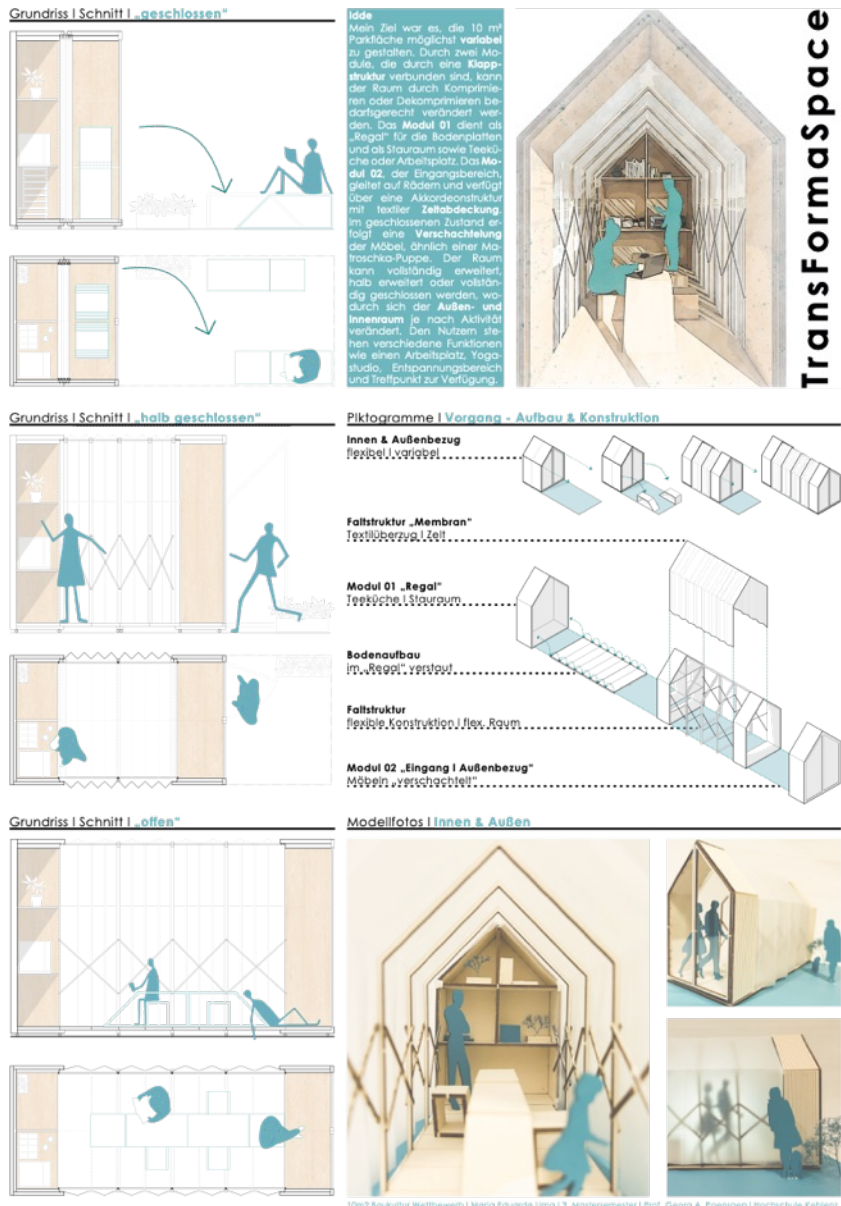 Grundriss I Schnitt I „geschlossen“
Idde
Mein Ziel war es, die 10 m²
Parkfläche möglichst variabel
zu gestalten. Durch zwei Mo-
dule, die durch eine Klapp-
struktur verbunden sind, kann
der Raum durch Komprimie-
ren oder Dekomprimieren be-
darfsgerecht verändert wer-
den. Das Modul 01 dient als
„Regal“ für die Bodenplatten
und als Stauraum sowie Teekü-
che oder Arbeitsplatz. Das Mo-
dul 02, der Eingangsbereich,
gleitet auf Rädern und verfügt
über eine Akkordeonstruktur
mit textiler Zeltabdeckung.
Im geschlossenen Zustand er-
folgt eine Verschachtelung
der Möbel, ähnlich einer Ma-
troschka-Puppe. Der Raum
kann vollständig erweitert,
halb erweitert oder vollstän-
dig geschlossen werden, wo-
durch sich der Außen- und
Innenraum je nach Aktivität
verändert. Den Nutzern ste-
hen verschiedene Funktionen
wie einen Arbeitsplatz, Yoga-
studio, Entspannungsbereich
und Treffpunkt zur Verfügung.
TransFormaSpace
Grundriss I Schnitt I „halb geschlossen“
Piktogramme I Vorgang - Aufbau & Konstruktion
Innen & Außenbezug
flexibel I variabel
Faltstruktur „Membran“
Textilüberzug I Zelt
Modul 01 „Regal“
Teeküche I Stauraum
Bodenaufbau
im „Regal“ verstaut
Faltstruktur
flexible Konstruktion I flex. Raum
Modul 02 „Eingang I Außenbezug“
Möbeln „verschachtelt“
Grundriss I Schnitt I „offen“
Modellfotos I Innen & Außen